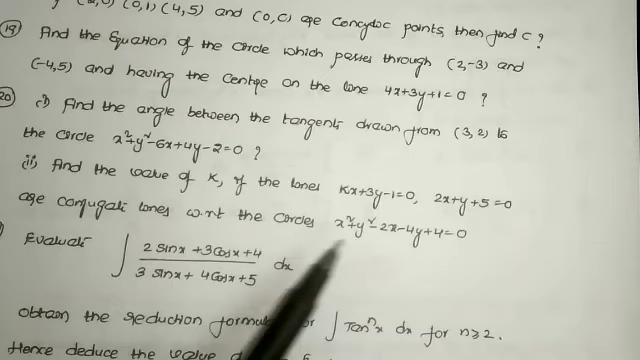 (0,1) (4,5) and (0,C) are Concyclic points, then find C?
(19) Find the Equation of the Circle which passes through (2,-3) and
(-4,5) and having the Centre on the line 4x+3y+1=0 ?
(20) (i) Find the angle between the tangents drawn from (3,2) to
the circle x²+y²-6x+4y-2=0 ?
(ii) Find the value of K, if the lines Kx+3y-1=0, 2x+y+5=0
are conjugate lines w.r.t the circles x²+y²-2x-4y+4=0
Evaluate ∫ (2 sinx + 3 Cosx + 4)/(3 sinx + 4 Cosx + 5) dx
obtain the reduction for ∫ Tanⁿx dx for n≥2.
Hence deduce the value